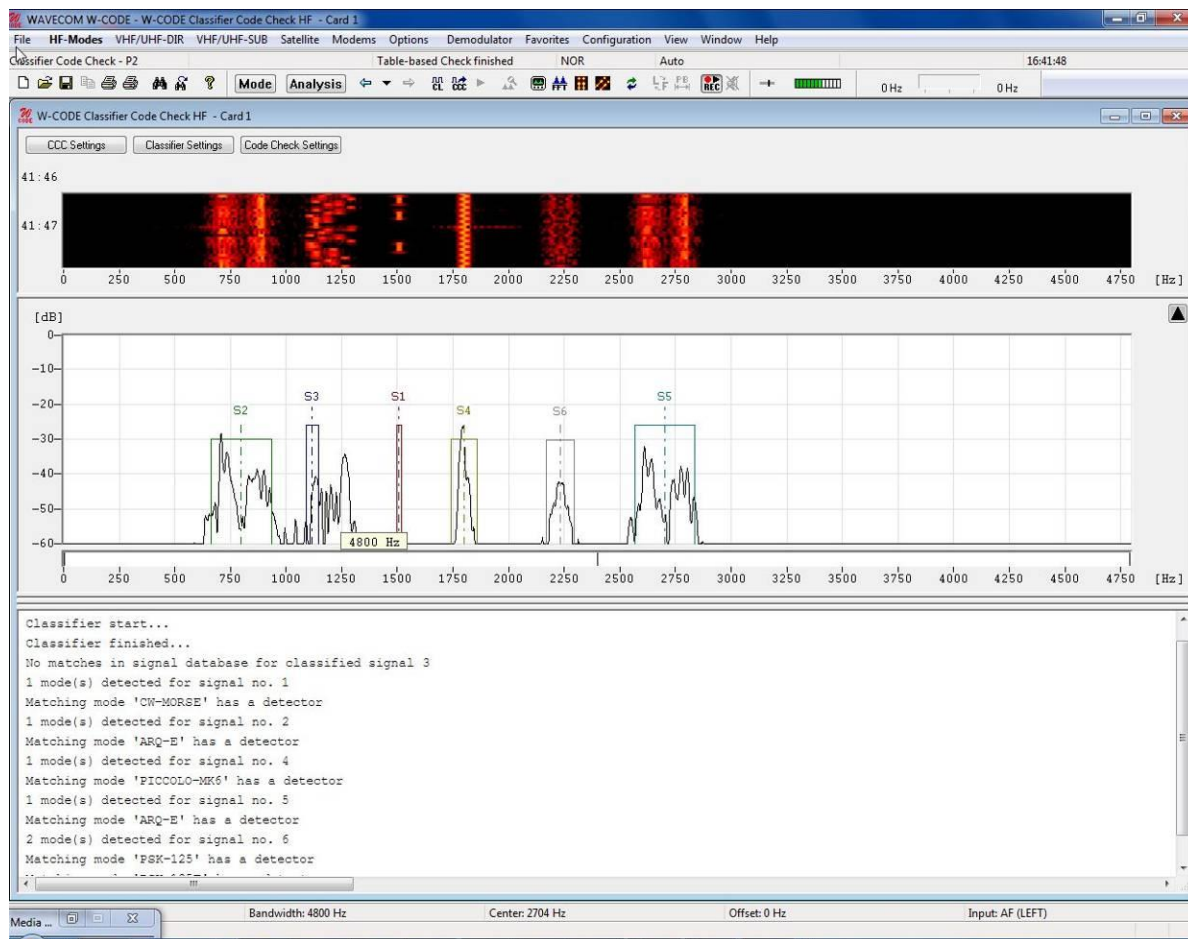 WAVECOM W-CODE - W-CODE Classifier Code Check HF - Card 1
File HF-Modes VHF/UHF-DIR VHF/UHF-SUB Satellite Modems Options Demodulator Favorites Configuration View Window Help
Classifier Code Check - P2 Table-based Check finished NOR Auto 16:41:48
Mode Analysis CL CCC REC 0 Hz 0 Hz
W-CODE Classifier Code Check HF - Card 1
CCC Settings Classifier Settings Code Check Settings
41:46
41:47
0 250 500 750 1000 1250 1500 1750 2000 2250 2500 2750 3000 3250 3500 3750 4000 4250 4500 4750 [Hz]
[dB]
0
-10
-20
S2 S3 S1 S4 S6 S5
-30
-40
-50
-60
4800 Hz
0 250 500 750 1000 1250 1500 1750 2000 2250 2500 2750 3000 3250 3500 3750 4000 4250 4500 4750 [Hz]
Classifier start...
Classifier finished...
No matches in signal database for classified signal 3
1 mode(s) detected for signal no. 1
Matching mode 'CW-MORSE' has a detector
1 mode(s) detected for signal no. 2
Matching mode 'ARQ-E' has a detector
1 mode(s) detected for signal no. 4
Matching mode 'PICCOLO-MK6' has a detector
1 mode(s) detected for signal no. 5
Matching mode 'ARQ-E' has a detector
2 mode(s) detected for signal no. 6
Matching mode 'PSK-125' has a detector
Media ... Bandwidth: 4800 Hz Center: 2704 Hz Offset: 0 Hz Input: AF (LEFT)